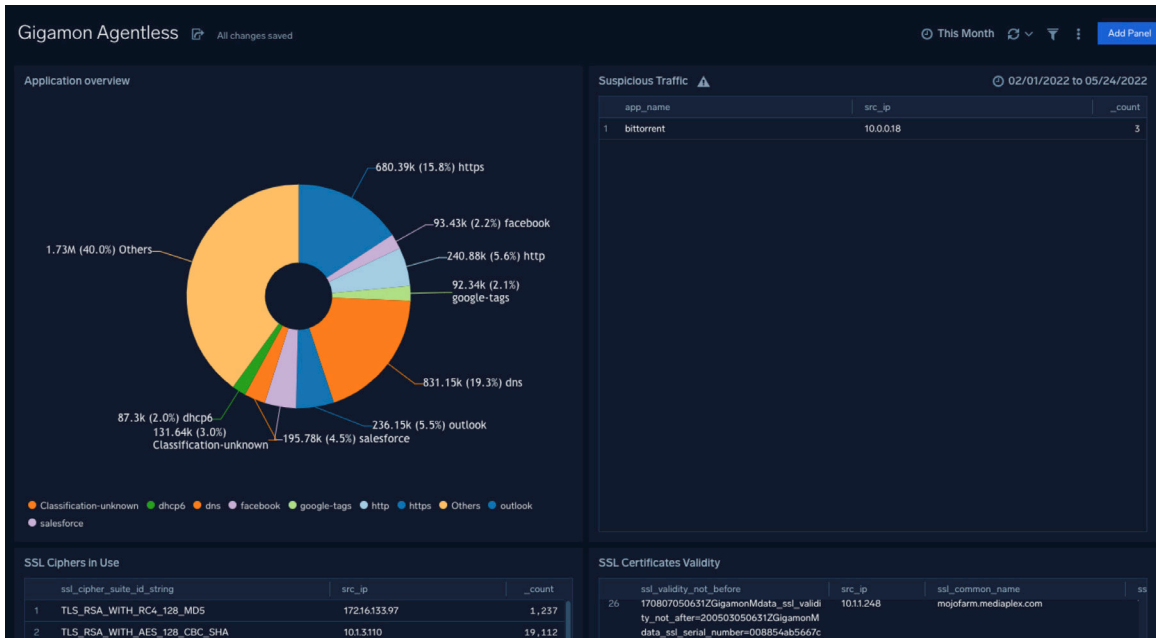 Gigamon Agentless
All changes saved
This Month
Add Panel
Application overview
680.39k (15.8%) https
93.43k (2.2%) facebook
240.88k (5.6%) http
92.34k (2.1%)
google-tags
1.73M (40.0%) Others
831.15k (19.3%) dns
87.3k (2.0%) dhcp6
236.15k (5.5%) outlook
131.64k (3.0%)
Classification-unknown
195.78k (4.5%) salesforce
Classification-unknown dhcp6 dns facebook google-tags http https Others outlook
salesforce
Suspicious Traffic
02/01/2022 to 05/24/2022
app_name src_ip _count
1 bittorrent 10.0.0.18 3
SSL Ciphers in Use
ssl_cipher_suite_id_string src_ip _count
1 TLS_RSA_WITH_RC4_128_MD5 172.16.133.97 1,237
2 TLS_RSA_WITH_AES_128_CBC_SHA 10.1.3.110 19,112
SSL Certificates Validity
ssl_validity_not_before src_ip ssl_common_name ss
26 170807050631ZGigamonMdata_ssl_validi 10.1.1.248 mojofarm.mediaplex.com
ty_not_after=200503050631ZGigamonM
data_ssl_serial_number=008854ab5667c